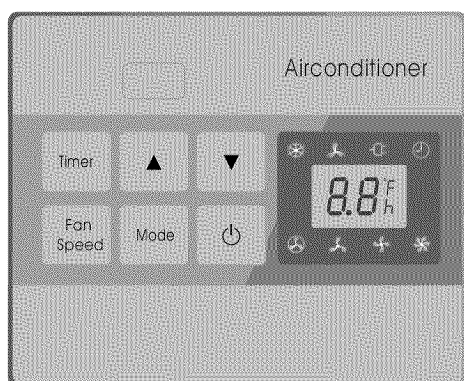 Airconditioner
Timer ▲ ▼
8.8 °F
h
Fan Speed Mode